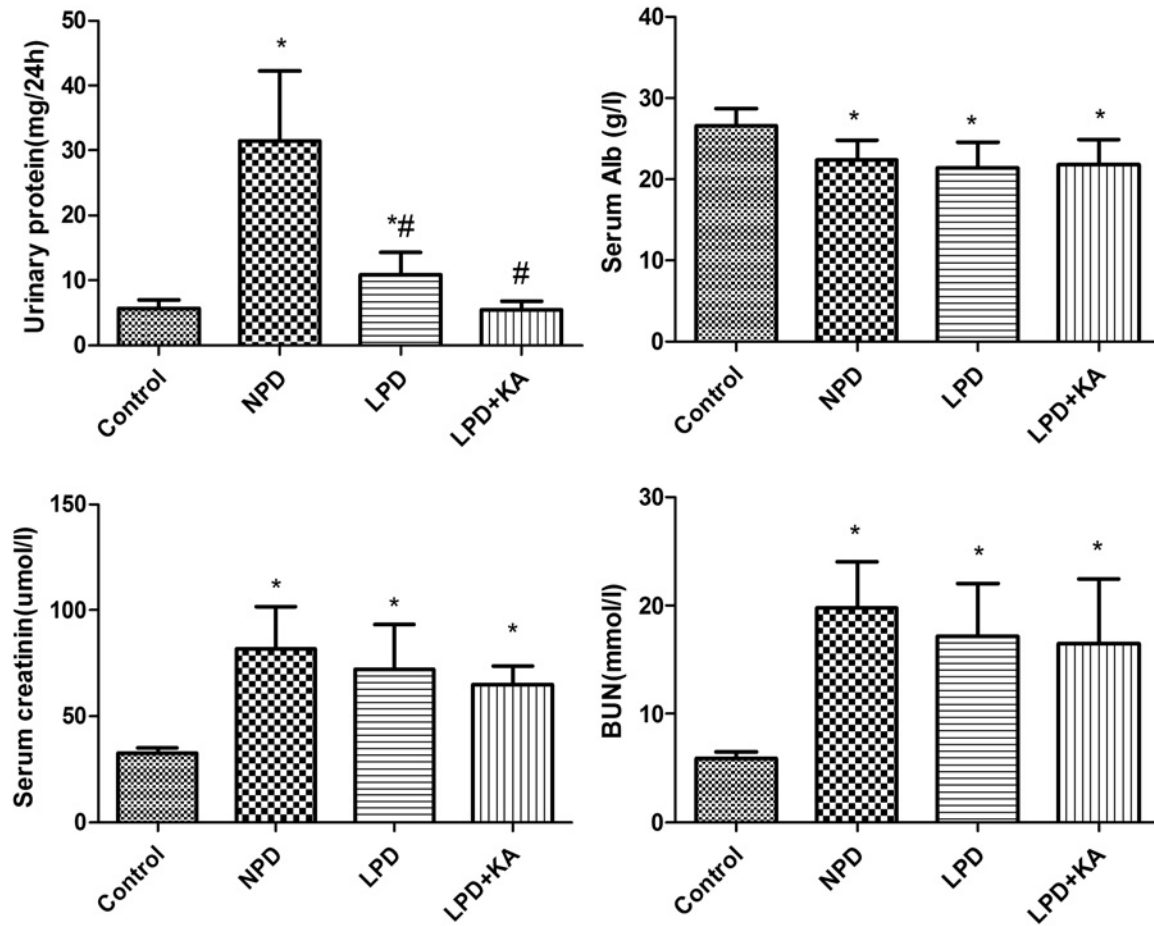 Urinary protein(mg/24h)
50
40
30
20
10
0
*
*#
#
Control
NPD
LPD
LPD+KA
Serum Alb (g/l)
40
30
20
10
0
*
*
*
Control
NPD
LPD
LPD+KA
Serum creatinin(umol/l)
150
100
50
0
*
*
*
Control
NPD
LPD
LPD+KA
BUN(mmol/l)
30
20
10
0
*
*
*
Control
NPD
LPD
LPD+KA